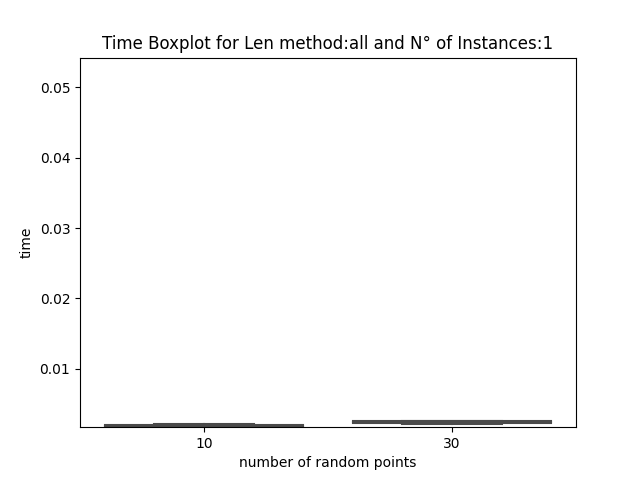 Time Boxplot for Len method:all and N° of Instances:1
0.05
0.04
0.03
0.02
0.01
time
10 30
number of random points